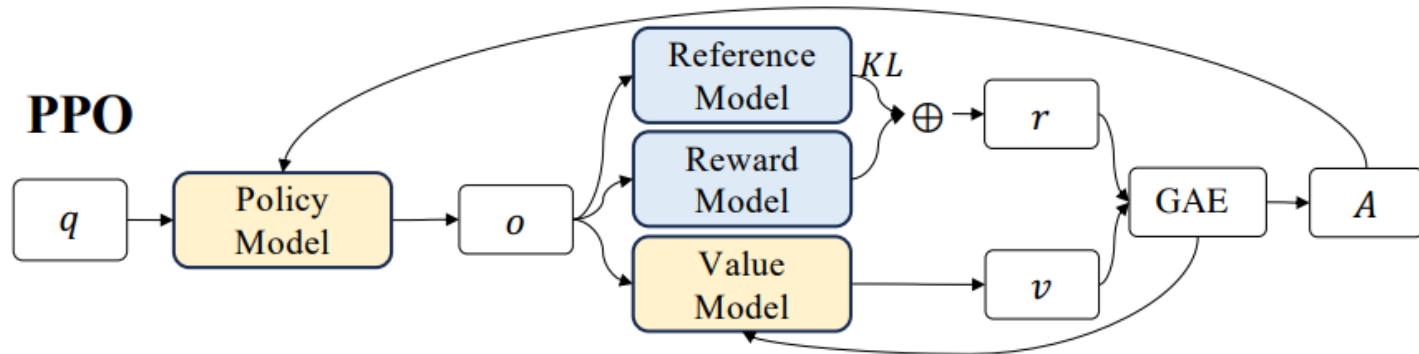 PPO
q
Policy
Model
o
Reference
Model
Reward
Model
Value
Model
KL
⊕
r
v
GAE
A